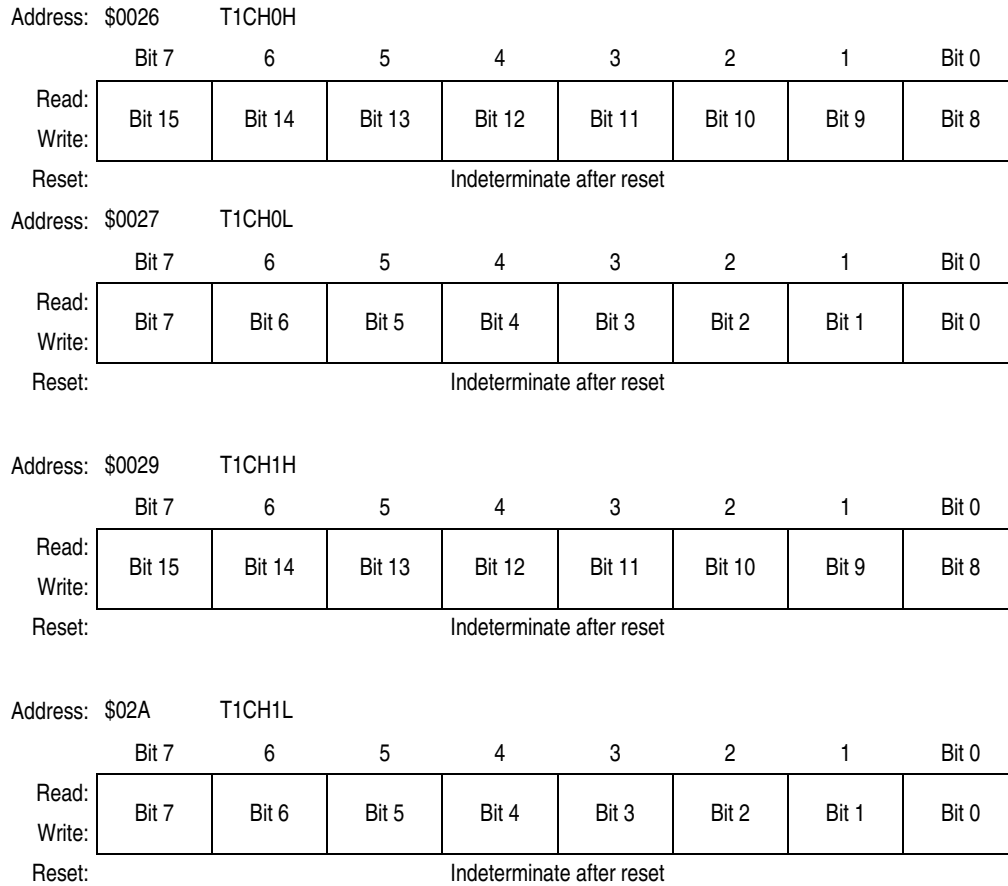 Address: $0026 T1CH0H
Bit 7 6 5 4 3 2 1 Bit 0
Read:
Bit 15 Bit 14 Bit 13 Bit 12 Bit 11 Bit 10 Bit 9 Bit 8
Write:
Reset: Indeterminate after reset
Address: $0027 T1CH0L
Bit 7 6 5 4 3 2 1 Bit 0
Read:
Bit 7 Bit 6 Bit 5 Bit 4 Bit 3 Bit 2 Bit 1 Bit 0
Write:
Reset: Indeterminate after reset
Address: $0029 T1CH1H
Bit 7 6 5 4 3 2 1 Bit 0
Read:
Bit 15 Bit 14 Bit 13 Bit 12 Bit 11 Bit 10 Bit 9 Bit 8
Write:
Reset: Indeterminate after reset
Address: $02A T1CH1L
Bit 7 6 5 4 3 2 1 Bit 0
Read:
Bit 7 Bit 6 Bit 5 Bit 4 Bit 3 Bit 2 Bit 1 Bit 0
Write:
Reset: Indeterminate after reset